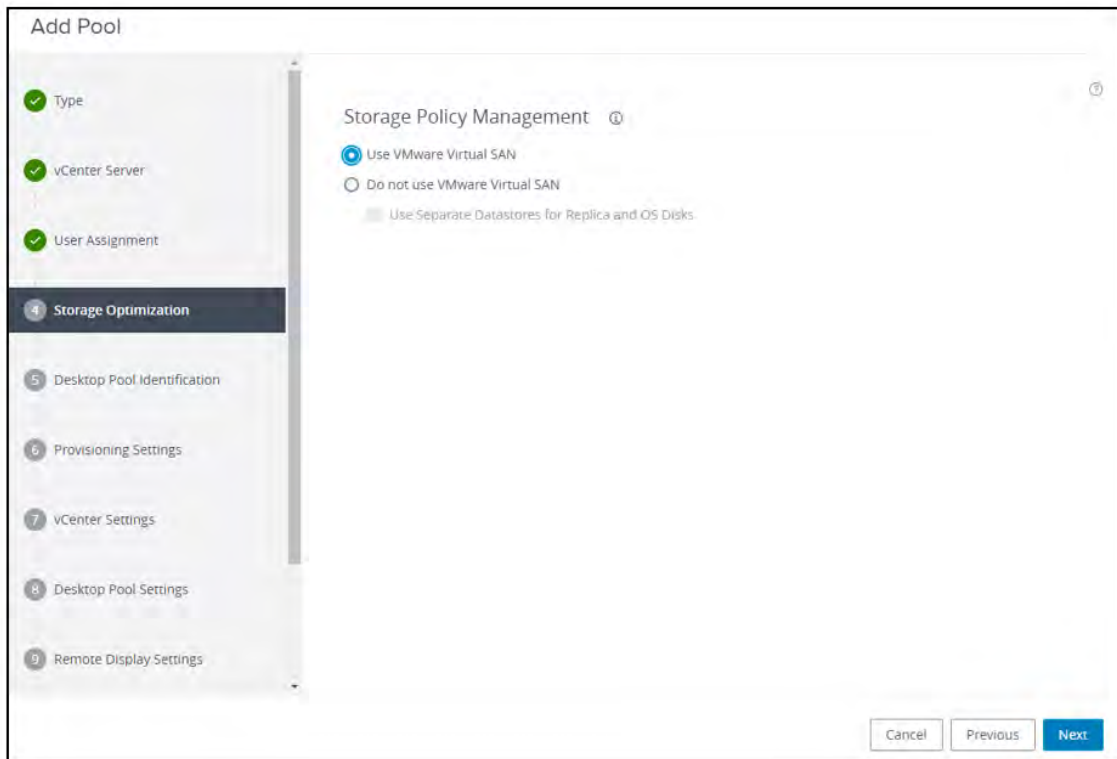 Add Pool
Type
vCenter Server
User Assignment
4 Storage Optimization
5 Desktop Pool Identification
6 Provisioning Settings
7 vCenter Settings
8 Desktop Pool Settings
9 Remote Display Settings
Storage Policy Management
Use VMware Virtual SAN
Do not use VMware Virtual SAN
Use Separate Datastores for Replica and OS Disks
Cancel Previous Next